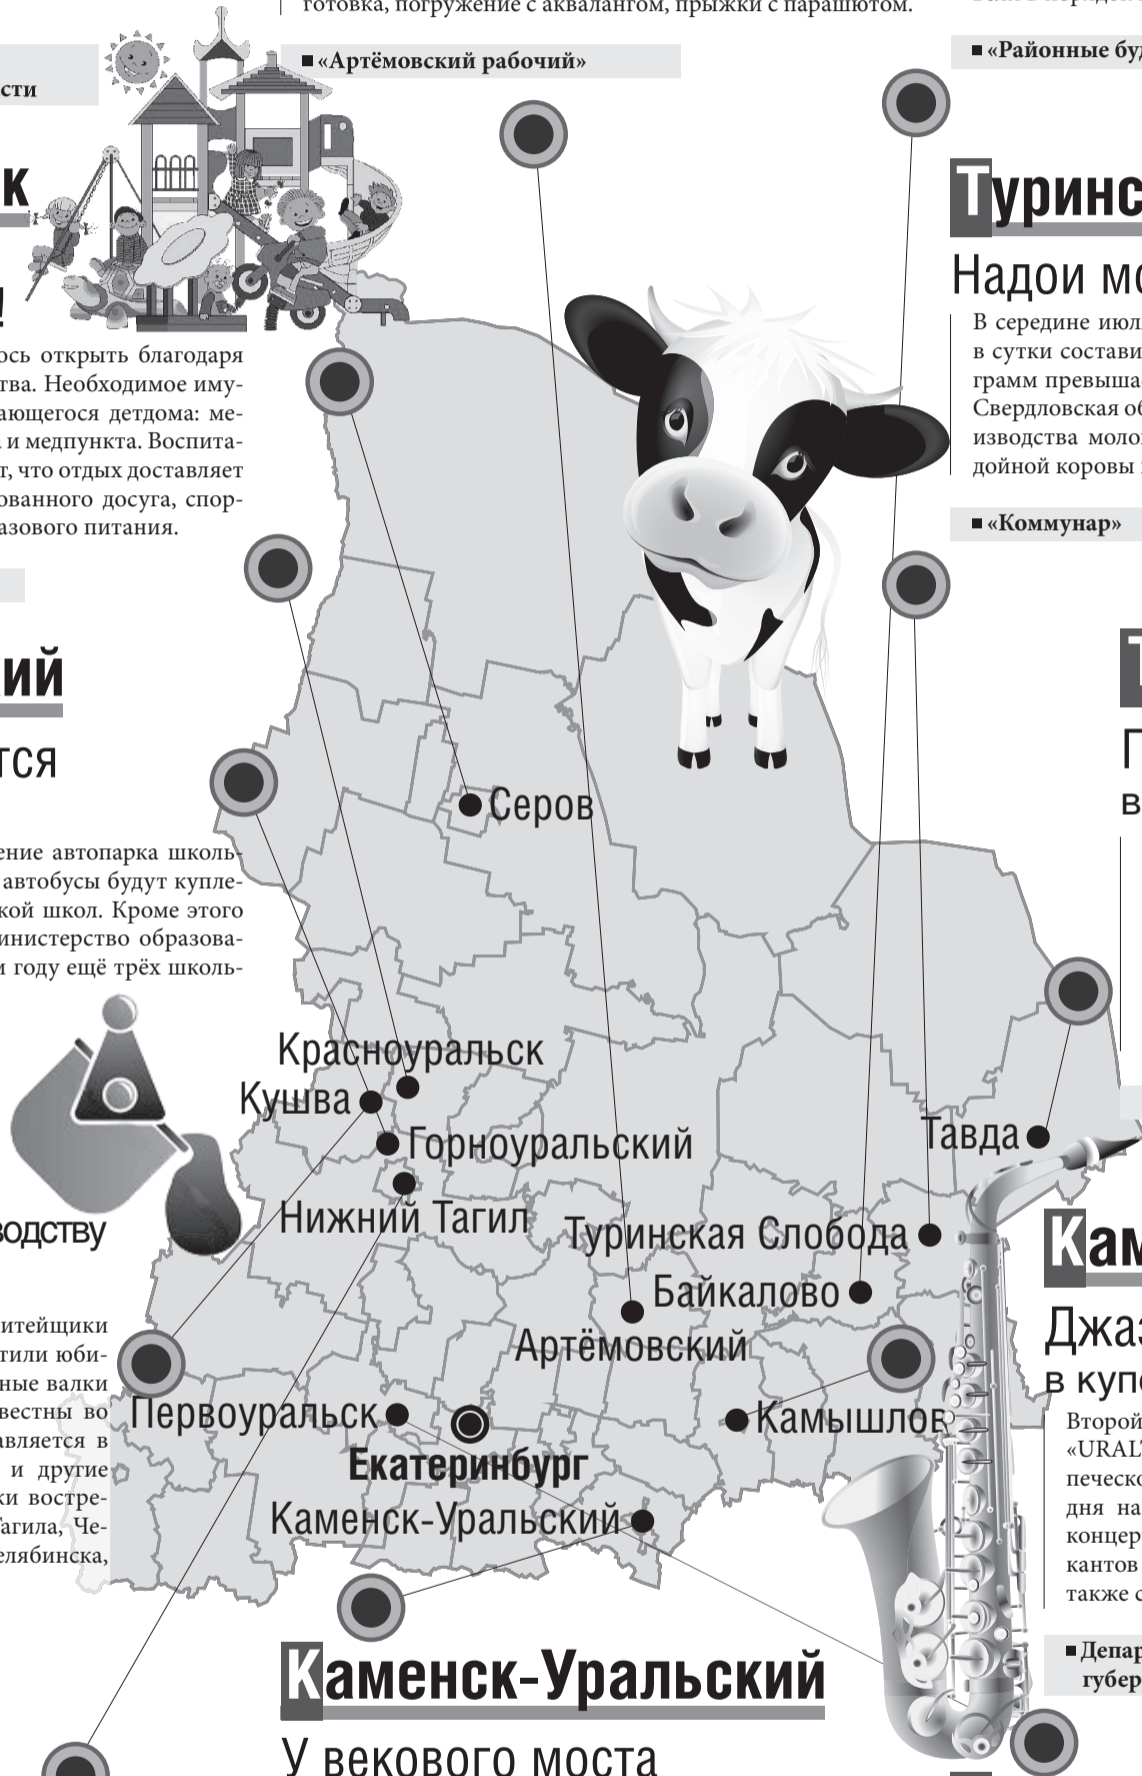 готовка, погружение с аквалангом, прыжки с парашютом.
■ «Артёмовский рабочий»
сти
к
!
ось открыть благодаря
тва. Необходимое иму-
ающегося детдома: ме-
и медпункта. Воспита-
т, что отдых доставляет
ованного досуга, спор-
азового питания.
ий
тся
ение автопарка школь-
автобусы будут купле-
кой школ. Кроме этого
инистерство образова-
м году ещё трёх школь-
водству
итейщики
тили юби-
ные валки
вестны во
авляется в
и другие
ки востре-
Тагила, Че-
елябинска,
■ «Районные буд
Туринс
Надои мо
В середине июл
в сутки состави
грамм превыша
Свердловская об
изводства моло
дойной коровы
■ «Коммунар»
П
в
Серов
Красноуральск
Кушва
Горноуральский
Нижний Тагил
Тавда
Туринская Слобода
Байкалово
Артёмовский
Первоуральск
Камышлов
Екатеринбург
Каменск-Уральский
Кам
Джаз
в купе
Второй
«URAL
печеско
дня на
концер
кантов
также с
■ Депар
губер
Каменск-Уральский
У векового моста